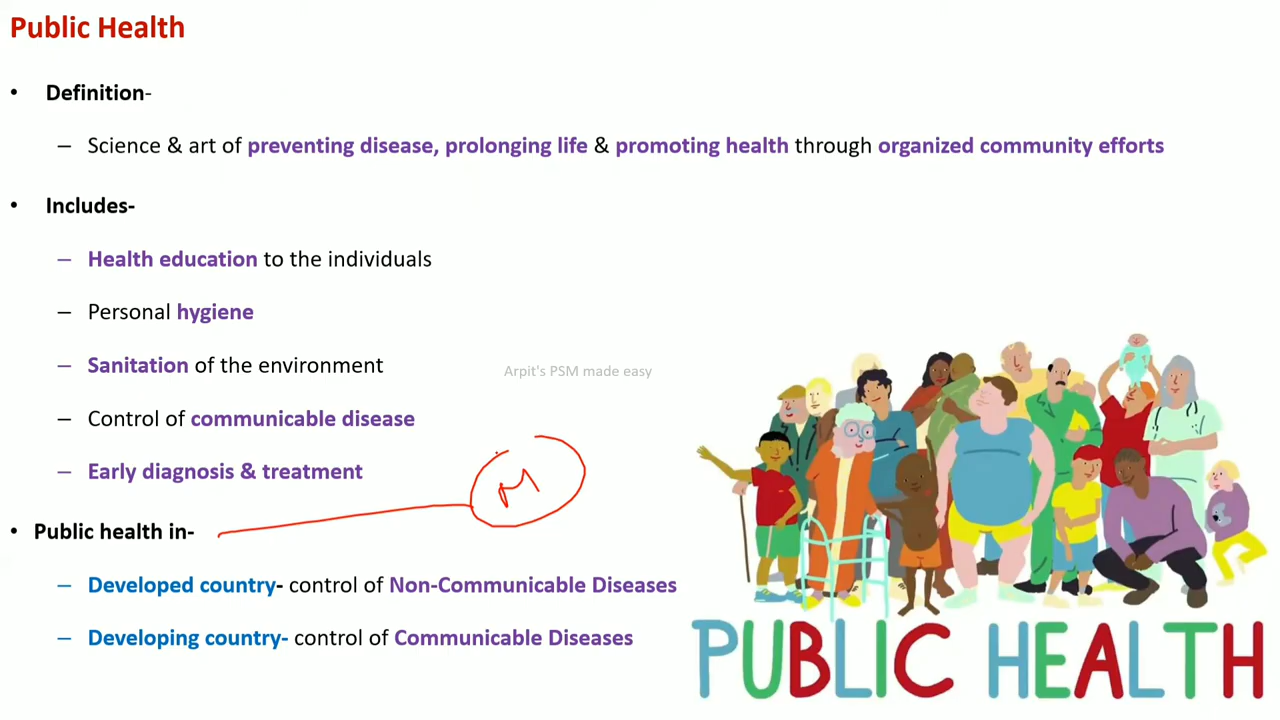 Public Health
• Definition-
– Science & art of preventing disease, prolonging life & promoting health through organized community efforts
• Includes-
– Health education to the individuals
– Personal hygiene
– Sanitation of the environment
Arpit's PSM made easy
– Control of communicable disease
– Early diagnosis & treatment
M
• Public health in-
– Developed country- control of Non-Communicable Diseases
– Developing country- control of Communicable Diseases
PUBLIC HEALTH